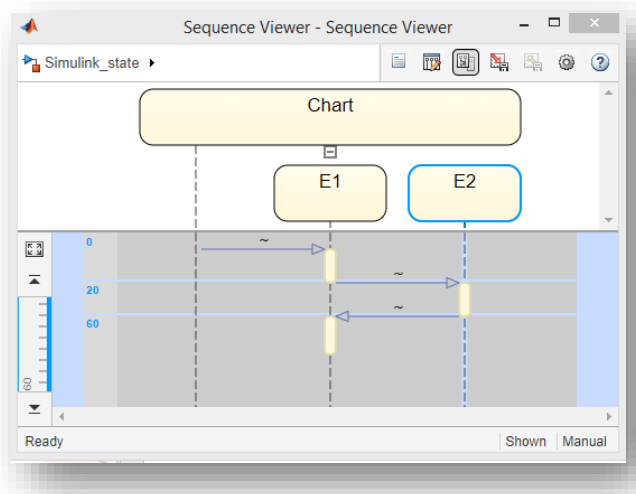 Sequence Viewer - Sequence Viewer
Simulink_state
Chart
E1
E2
0
~
~
20
~
60
60
Ready
Shown
Manual